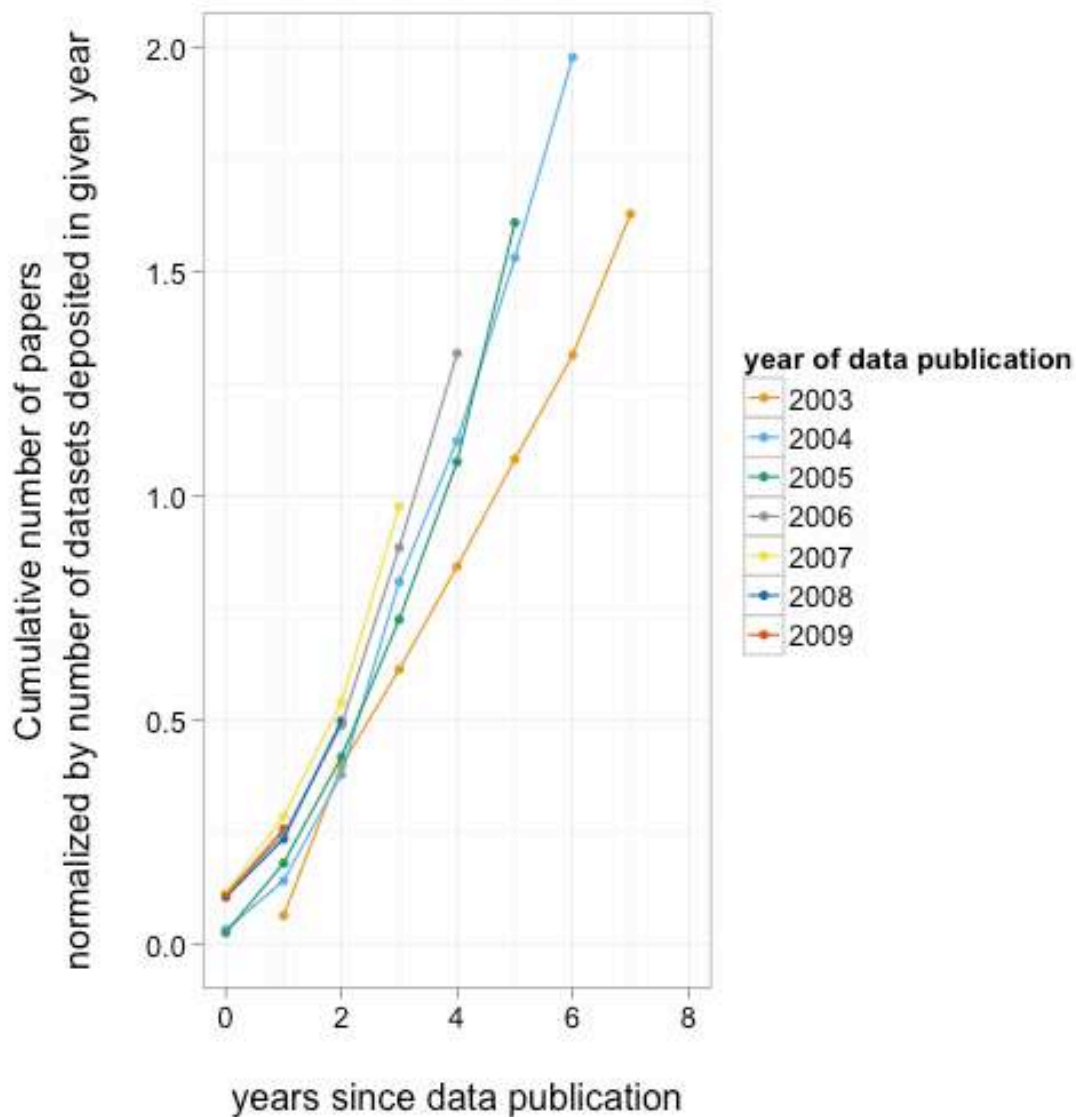 Cumulative number of papers
normalized by number of datasets deposited in given year
2.0
1.5
1.0
0.5
0.0
0 2 4 6 8
years since data publication
year of data publication
2003
2004
2005
2006
2007
2008
2009